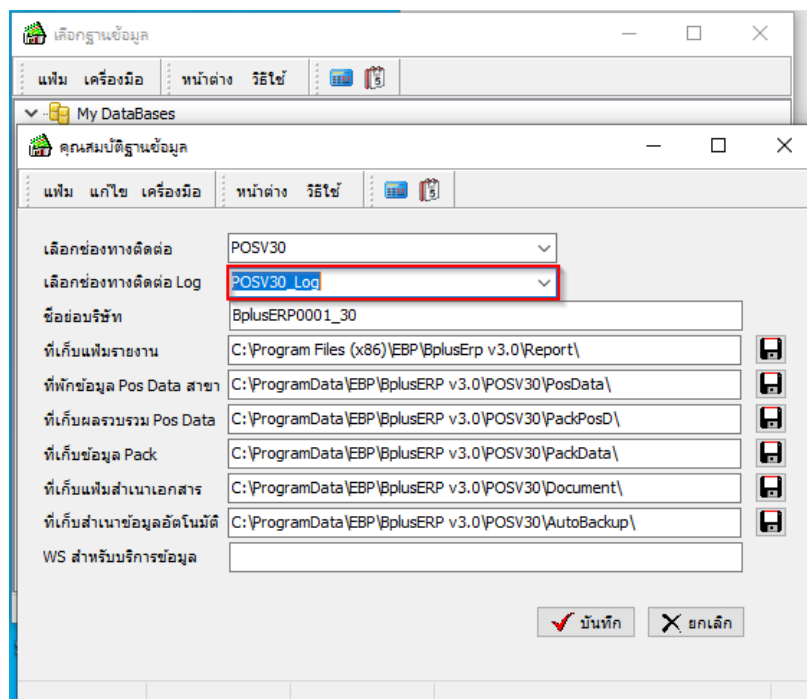 เลือกฐานข้อมูล
แฟ้ม เครื่องมือ หน้าต่าง วิธีใช้ 5
My DataBases
คุณสมบัติฐานข้อมูล
แฟ้ม แก้ไข เครื่องมือ หน้าต่าง วิธีใช้ 5
เลือกช่องทางติดต่อ POSV30
เลือกช่องทางติดต่อ Log POSV30_Log
ชื่อย่อบริษัท BplusERP0001_30
ที่เก็บแฟ้มรายงาน C:\Program Files (x86)\EBP\BplusErp v3.0\Report\
ที่พักข้อมูล Pos Data สาขา C:\ProgramData\EBP\BplusERP v3.0\POSV30\PosData\
ที่เก็บผลรวบรวม Pos Data C:\ProgramData\EBP\BplusERP v3.0\POSV30\PackPosD\
ที่เก็บข้อมูล Pack C:\ProgramData\EBP\BplusERP v3.0\POSV30\PackData\
ที่เก็บแฟ้มสำเนาเอกสาร C:\ProgramData\EBP\BplusERP v3.0\POSV30\Document\
ที่เก็บสำเนาข้อมูลอัตโนมัติ C:\ProgramData\EBP\BplusERP v3.0\POSV30\AutoBackup\
WS สำหรับบริการข้อมูล
บันทึก ยกเลิก